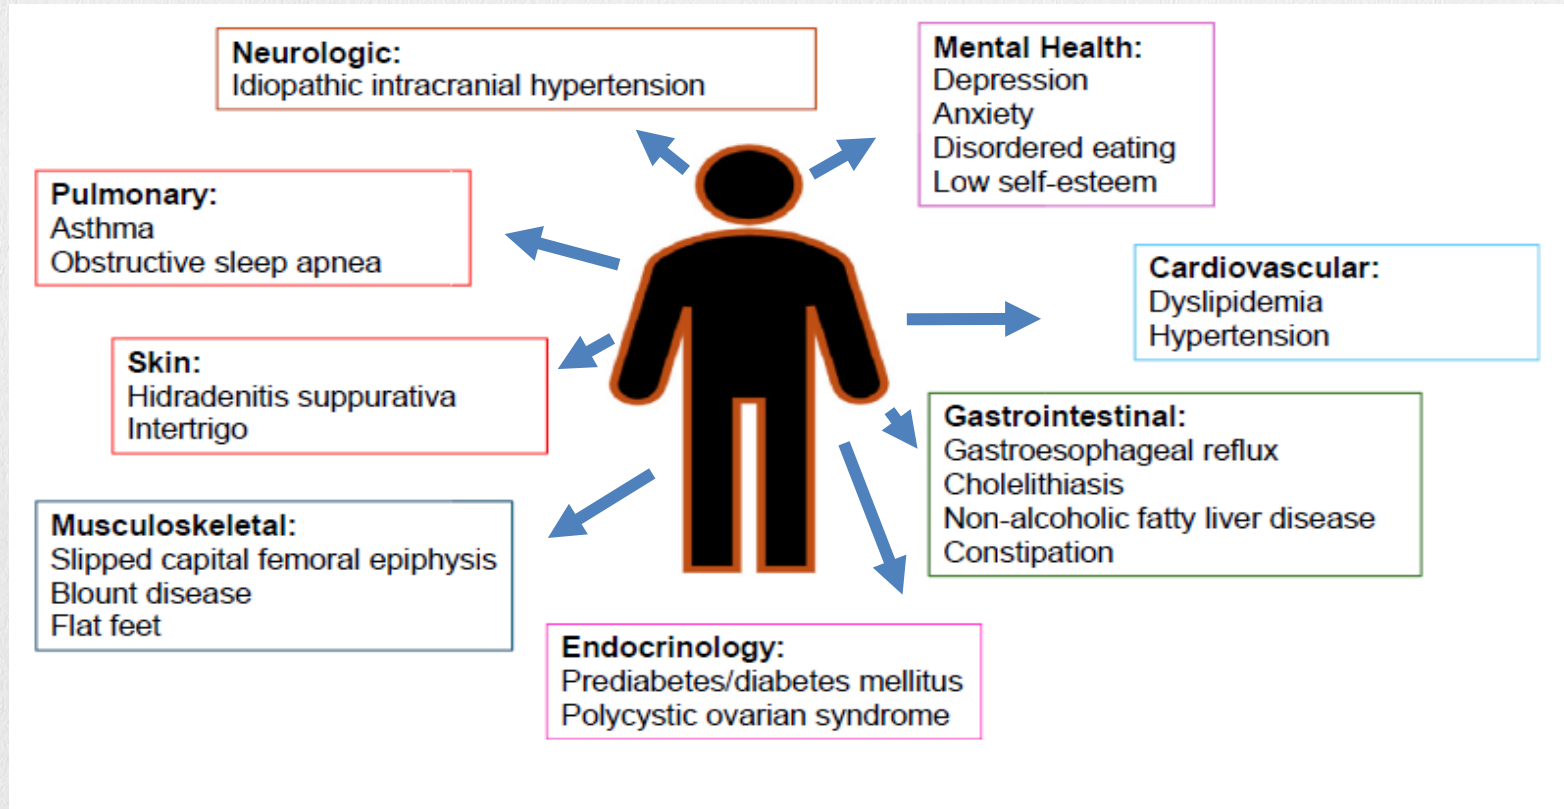 Neurologic:
Idiopathic intracranial hypertension
Mental Health:
Depression
Anxiety
Disordered eating
Low self-esteem
Pulmonary:
Asthma
Obstructive sleep apnea
Cardiovascular:
Dyslipidemia
Hypertension
Skin:
Hidradenitis suppurativa
Intertrigo
Gastrointestinal:
Gastroesophageal reflux
Cholelithiasis
Non-alcoholic fatty liver disease
Constipation
Musculoskeletal:
Slipped capital femoral epiphysis
Blount disease
Flat feet
Endocrinology:
Prediabetes/diabetes mellitus
Polycystic ovarian syndrome